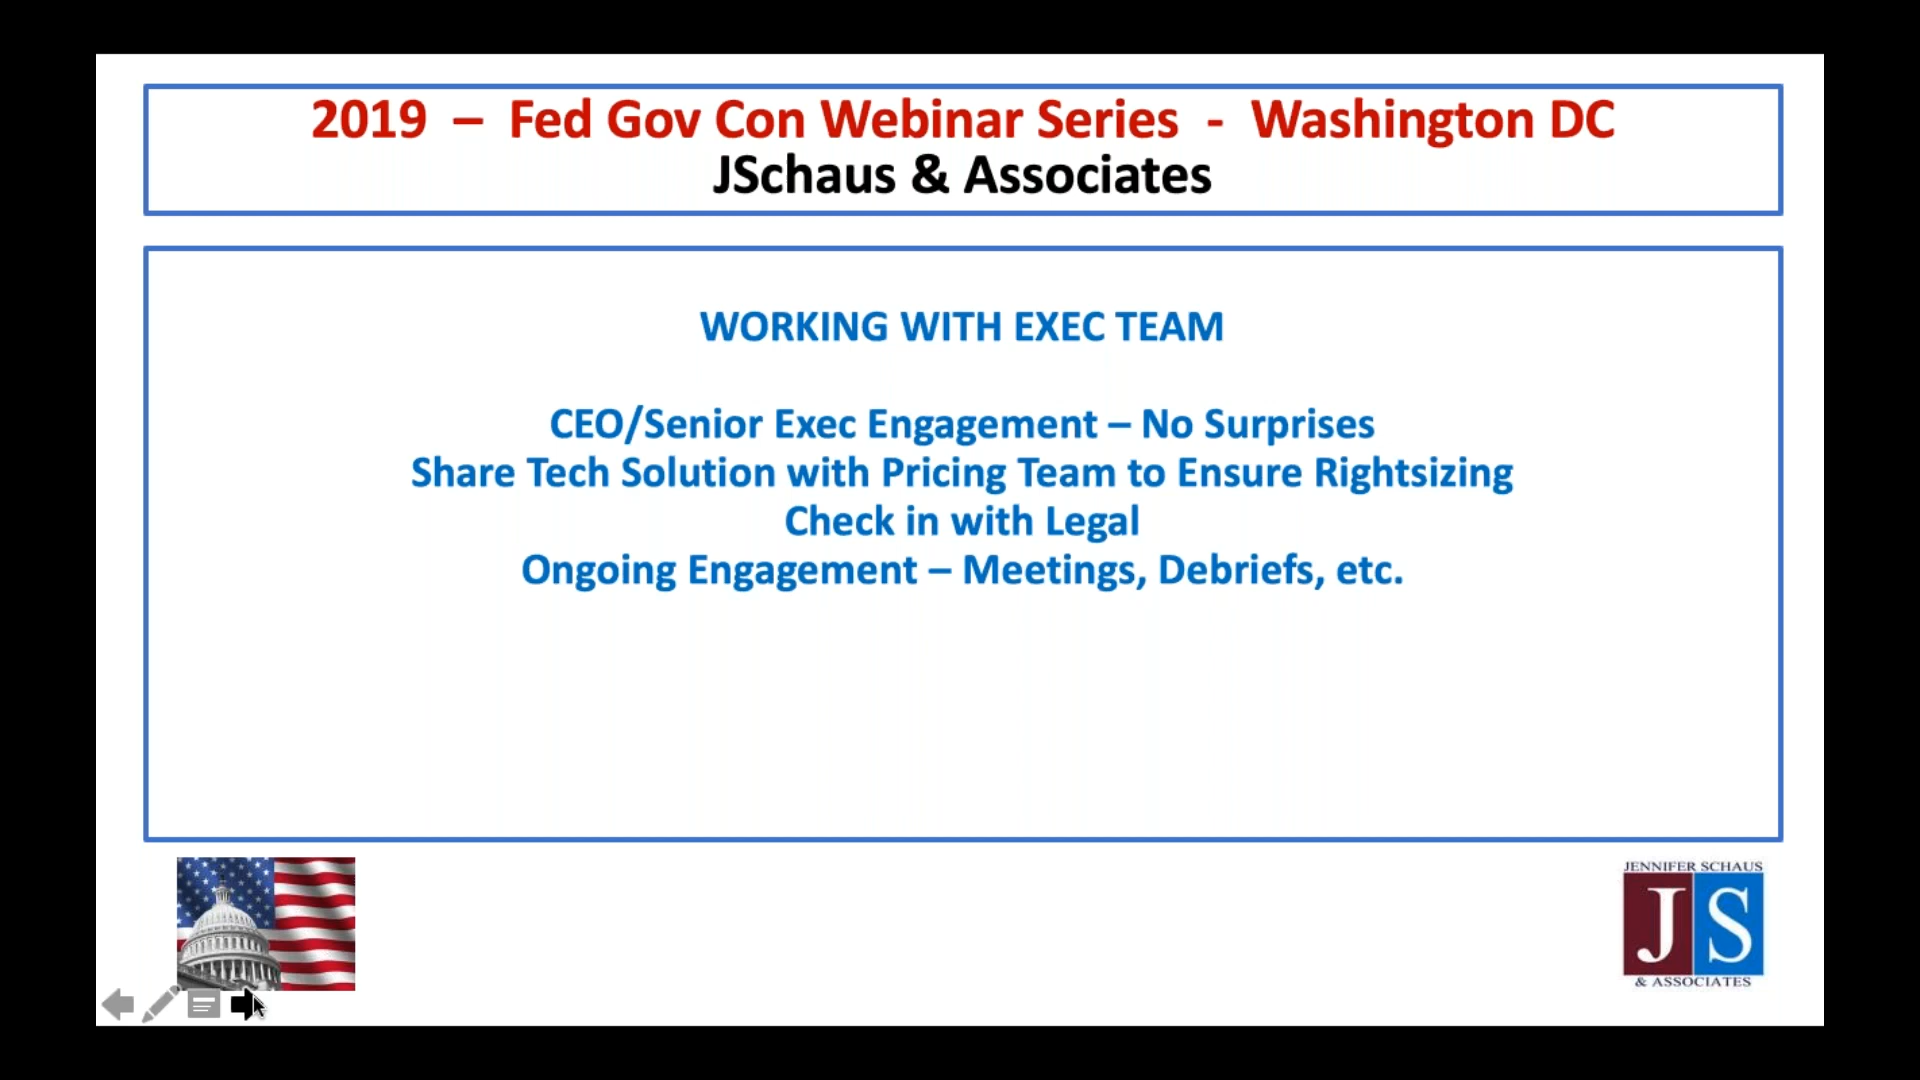 2019 – Fed Gov Con Webinar Series - Washington DC
JSchaus & Associates
WORKING WITH EXEC TEAM
CEO/Senior Exec Engagement – No Surprises
Share Tech Solution with Pricing Team to Ensure Rightsizing
Check in with Legal
Ongoing Engagement – Meetings, Debriefs, etc.
JENNIFER SCHAUS
JS
& ASSOCIATES